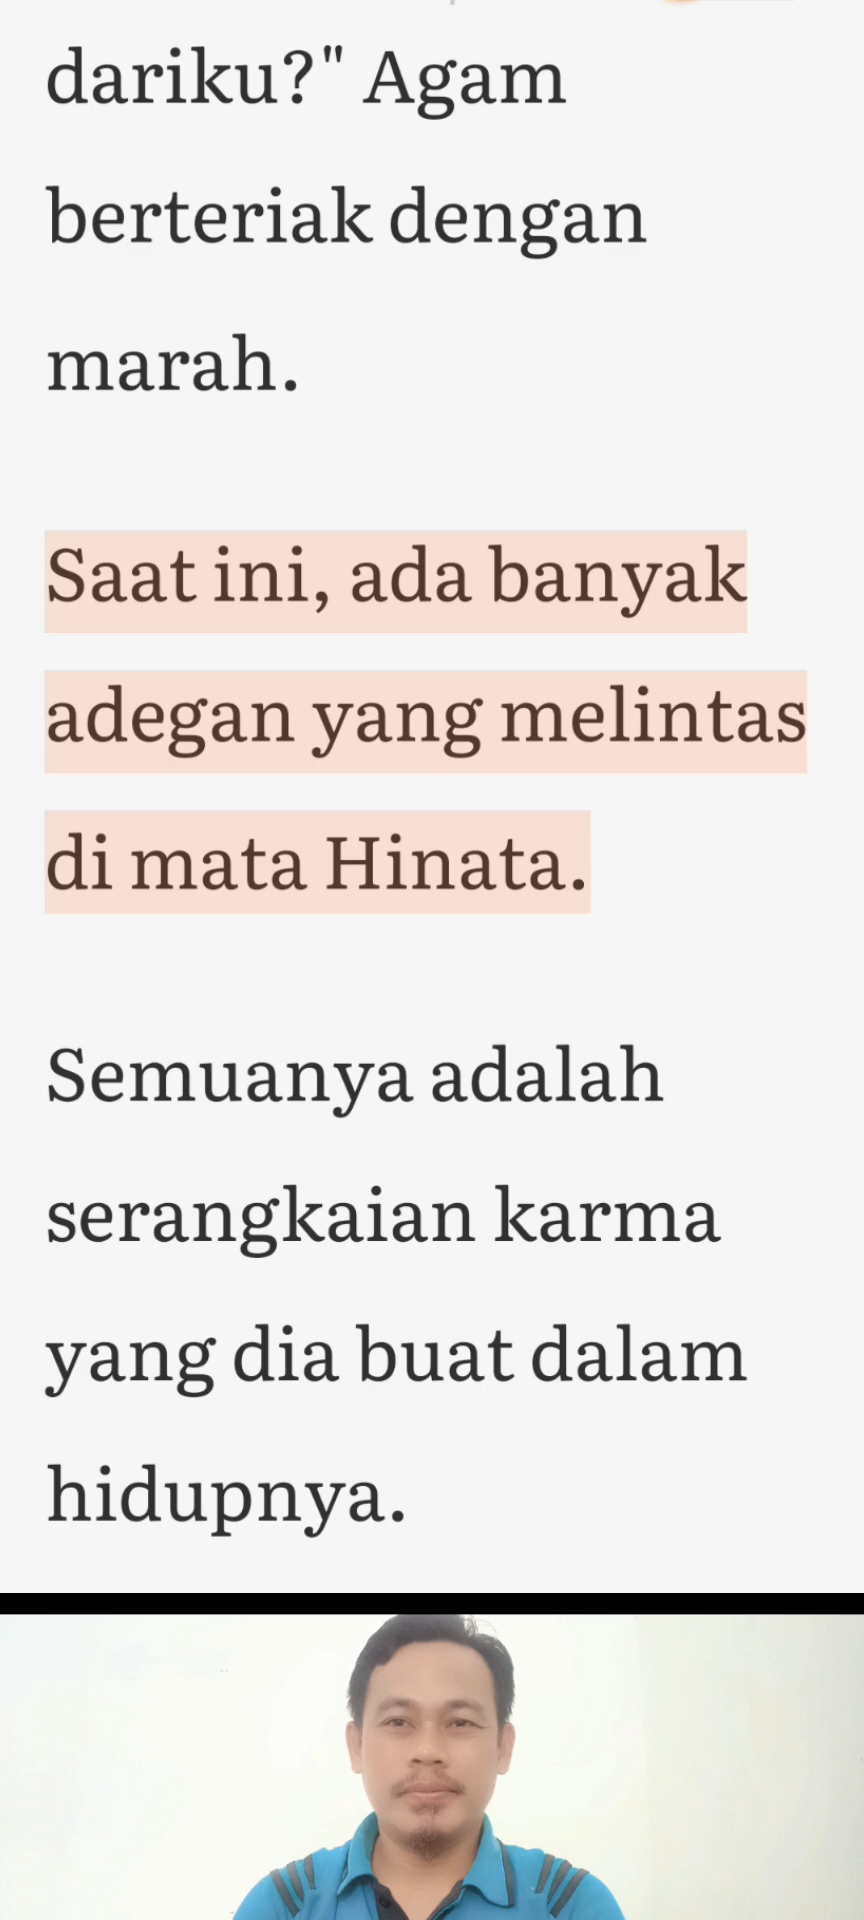 dariku?" Agam
berteriak dengan
marah.
Saat ini, ada banyak
adegan yang melintas
di mata Hinata.
Semuanya adalah
serangkaian karma
yang dia buat dalam
hidupnya.